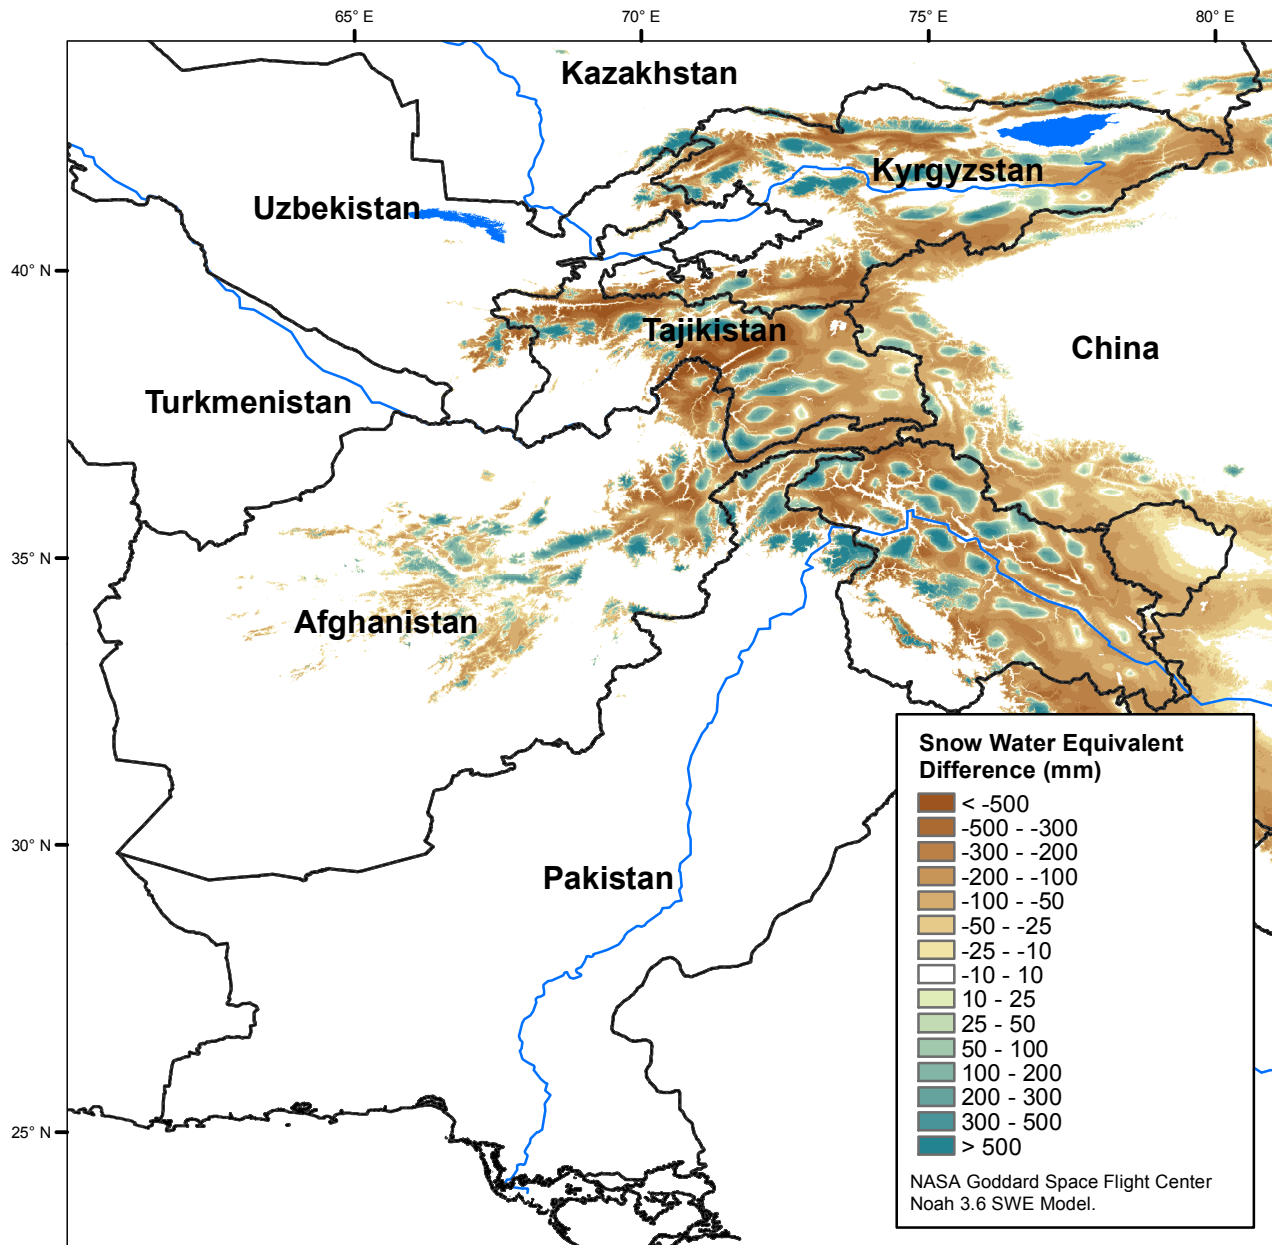 65° E 70° E 75° E 80° E
Kazakhstan
Kyrgyzstan
Uzbekistan
40° N
Tajikistan
China
Turkmenistan
35° N
Afghanistan
Snow Water Equivalent
Difference (mm)
< -500
-500 - -300
-300 - -200
-200 - -100
-100 - -50
-50 - -25
-25 - -10
-10 - 10
10 - 25
25 - 50
50 - 100
100 - 200
200 - 300
300 - 500
> 500
NASA Goddard Space Flight Center
Noah 3.6 SWE Model.
30° N
Pakistan
25° N